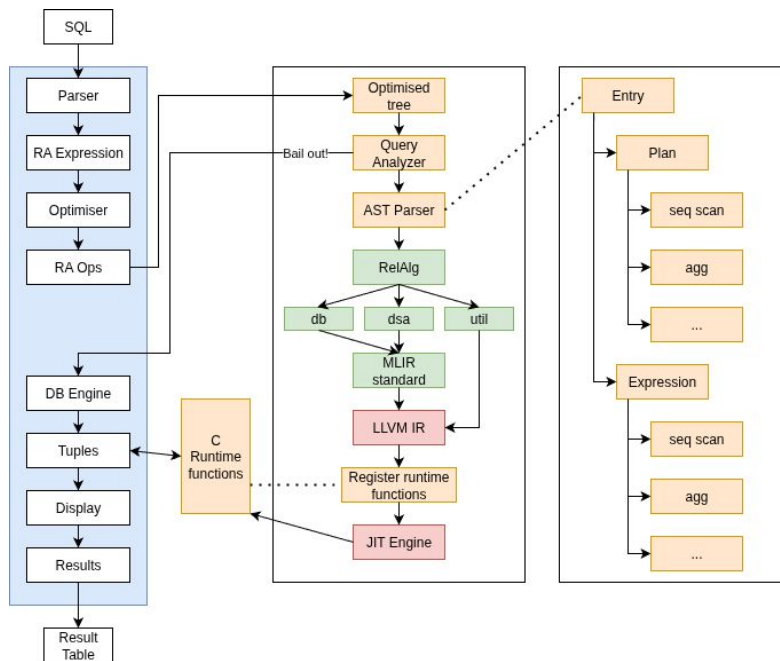 SQL
Parser
RA Expression
Optimiser
RA Ops
DB Engine
Tuples
Display
Results
Result
Table
C
Runtime
functions
Bail out!
Optimised
tree
Query
Analyzer
AST Parser
RelAlg
db
dsa
util
MLIR
standard
LLVM IR
Register runtime
functions
JIT Engine
Entry
Plan
seq scan
agg
...
Expression
seq scan
agg
...